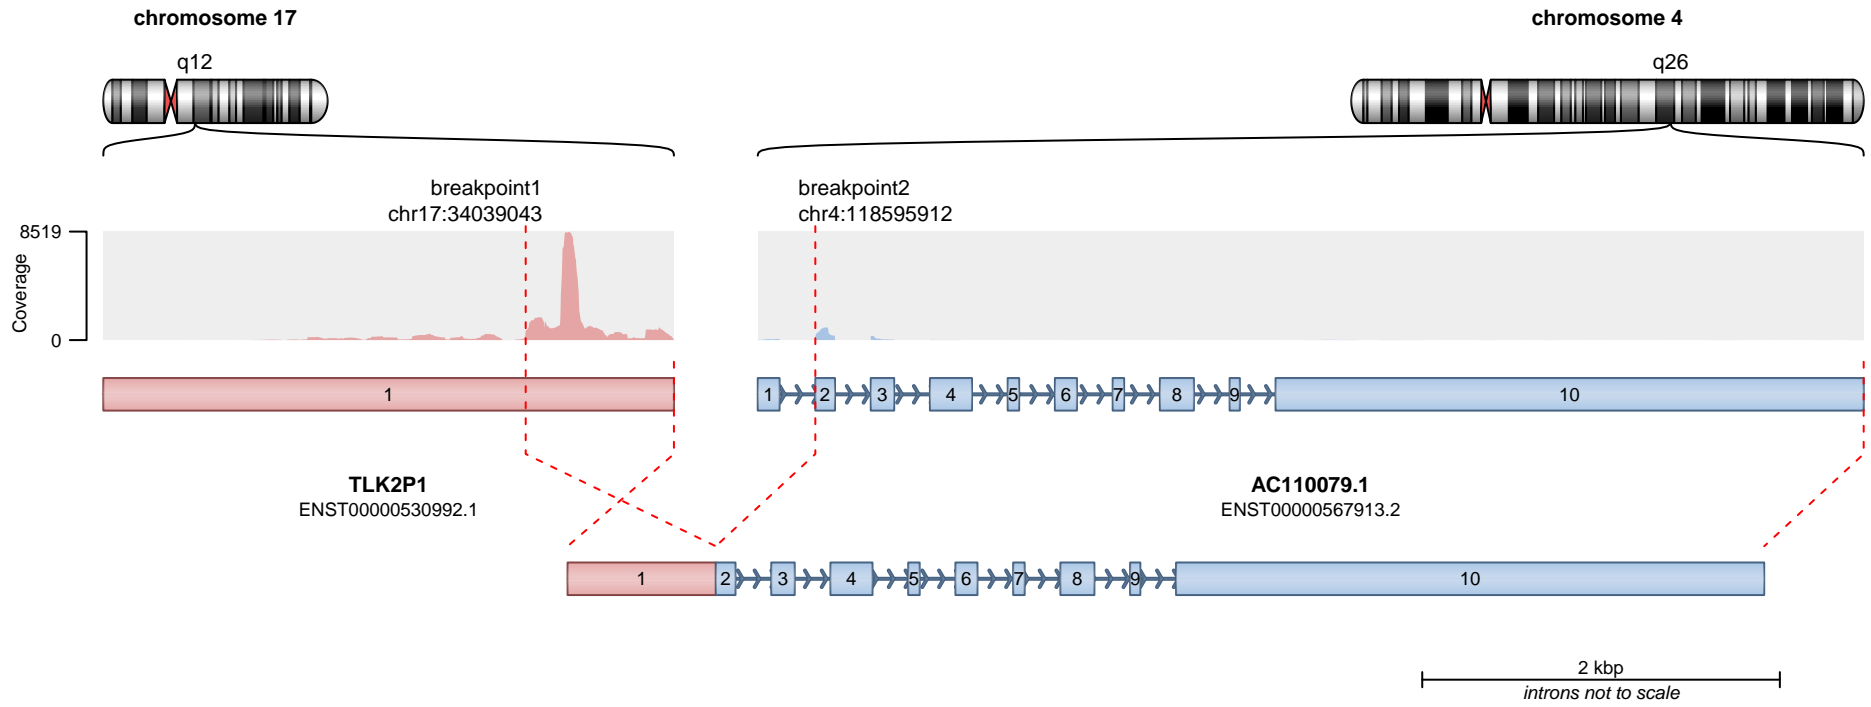 chromosome 17
chromosome 4
q12
q26
breakpoint1
chr17:34039043
breakpoint2
chr4:118595912
8519
0
Coverage
1
1 2 3 4 5 6 7 8 9 10
TLK2P1
ENST00000530992.1
AC110079.1
ENST00000567913.2
1 2 3 4 5 6 7 8 9 10
2 kbp
introns not to scale